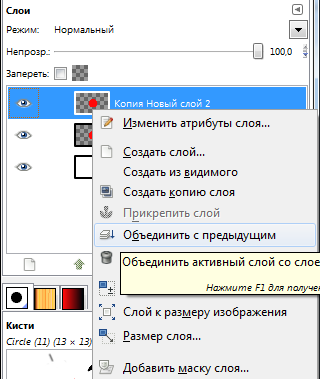 Слои
Режим: Нормальный
Непрозр.: 100,0
Запереть:
Копия Новый слой 2
Изменить атрибуты слоя...
Создать слой...
Создать из видимого
Создать копию слоя
Прикрепить слой
Объединить с предыдущим
Объединить активный слой со слое
Нажмите F1 для получен
Слой к размеру изображения
Размер слоя...
Добавить маску слоя...
Кисти
Circle (11) (13 × 13)